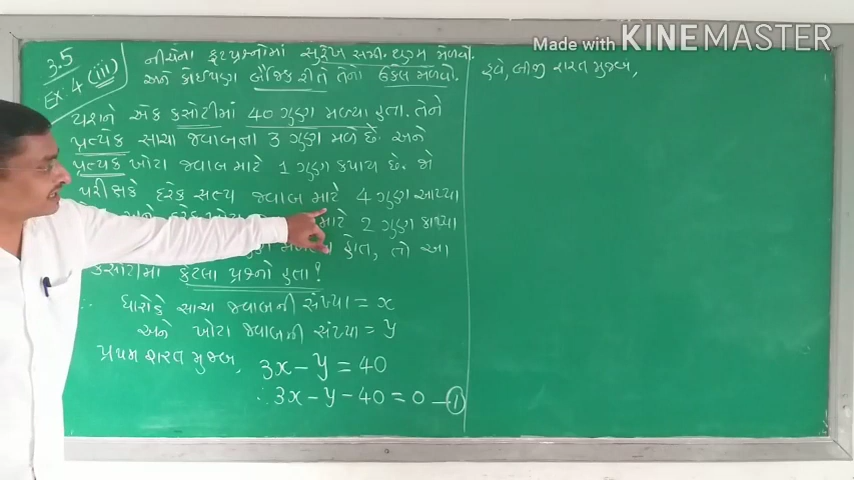 Made with KINEMASTER
3.5
Ex: 4 (iii)
નીચેના કૂટપ્રશ્નોમાં સુરેખ સમી. યુગ્મ મેળવો.
અને કોઈપણ બૈજિક રીતે તેના ઉકેલ મેળવો.
યશને એક કસોટીમાં 40 ગુણ મળ્યા હતા. તેને
પ્રત્યેક સાચા જવાબના 3 ગુણ મળે છે. અને
પ્રત્યેક ખોટા જવાબ માટે 1 ગુણ કપાય છે. જો
પરીક્ષકે દરેક સત્ય જવાબ માટે 4 ગુણ આપ્યા
અને દરેક માટે 2 ગુણ કાપ્યા
હોત, તો આ
કસોટીમાં કેટલા પ્રશ્નો હતા?
∴ ધારોકે સાચા જવાબની સંખ્યા = x
અને ખોટા જવાબની સંખ્યા = y
પ્રથમ શરત મુજબ, 3x - y = 40
∴ 3x - y - 40 = 0 —①
હવે, બીજી શરત મુજબ,